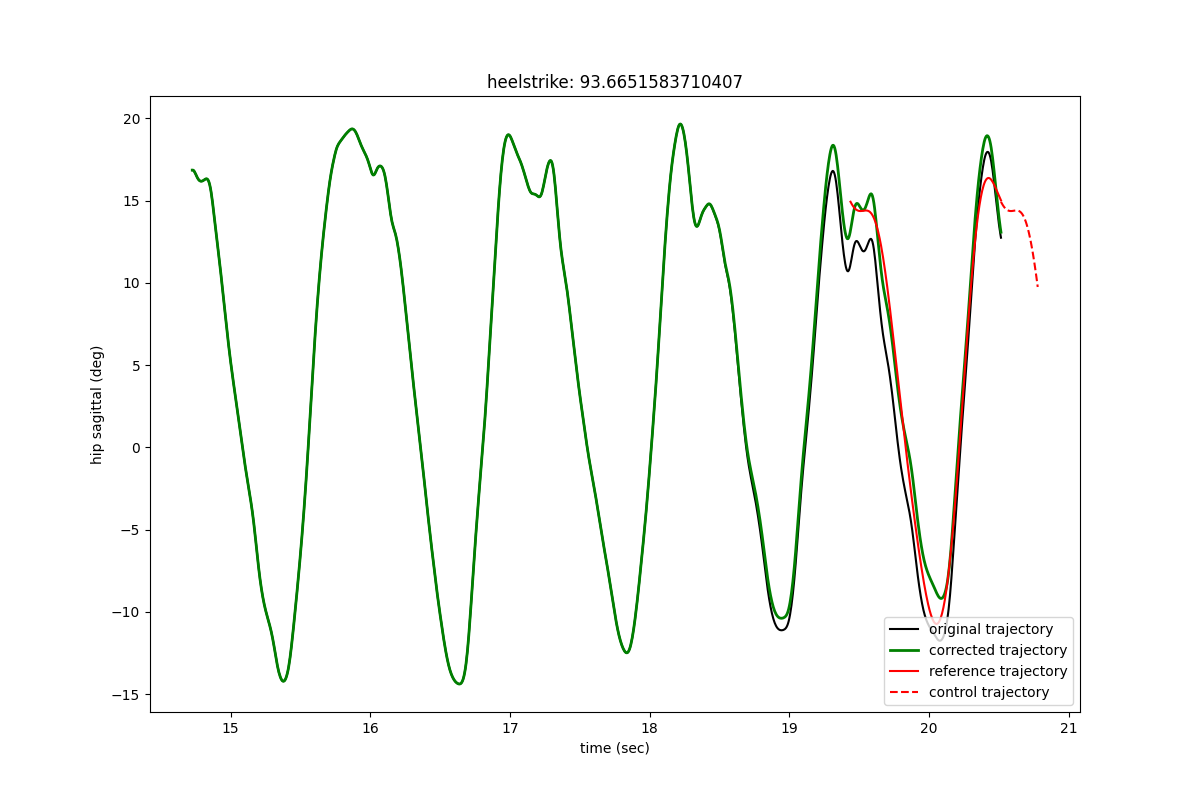 heelstrike: 93.6651583710407
20
15
10
5
0
−5
−10
−15
hip sagittal (deg)
15 16 17 18 19 20 21
time (sec)
original trajectory
corrected trajectory
reference trajectory
control trajectory